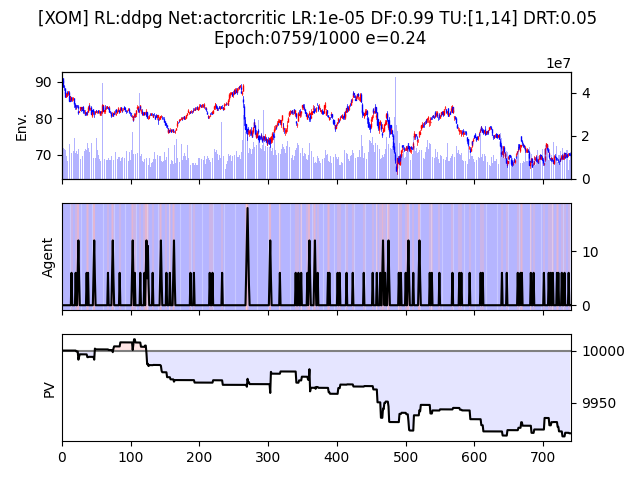 [XOM] RL:ddpg Net:actorcritic LR:1e-05 DF:0.99 TU:[1,14] DRT:0.05
Epoch:0759/1000 e=0.24
1e7
90
80
70
Env.
4
2
0
Agent
10
0
PV
10000
9950
0 100 200 300 400 500 600 700